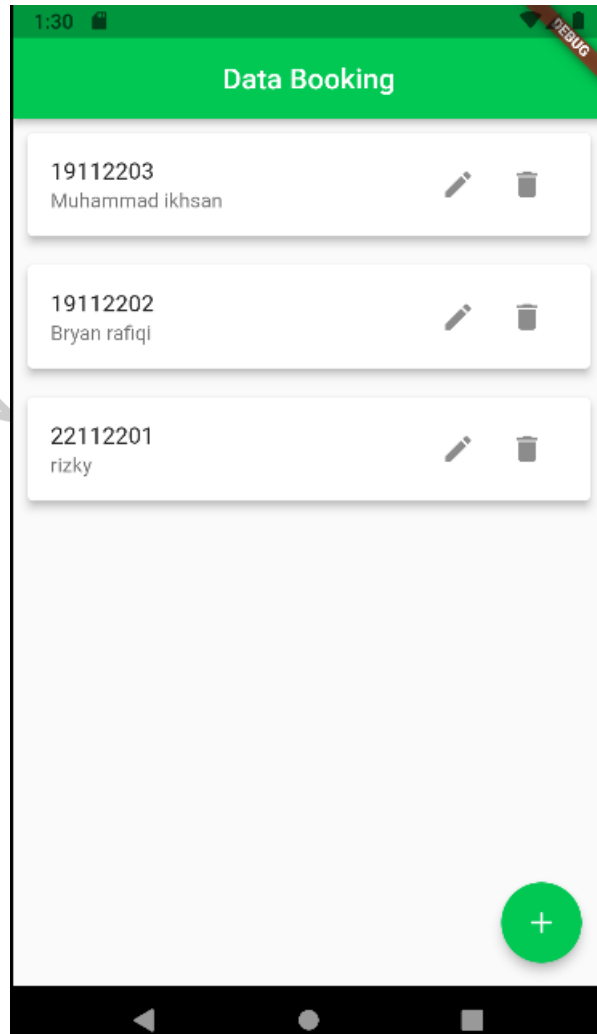 1:30
DEBUG
Data Booking
19112203
Muhammad ikhsan
19112202
Bryan rafiqi
22112201
rizky
+